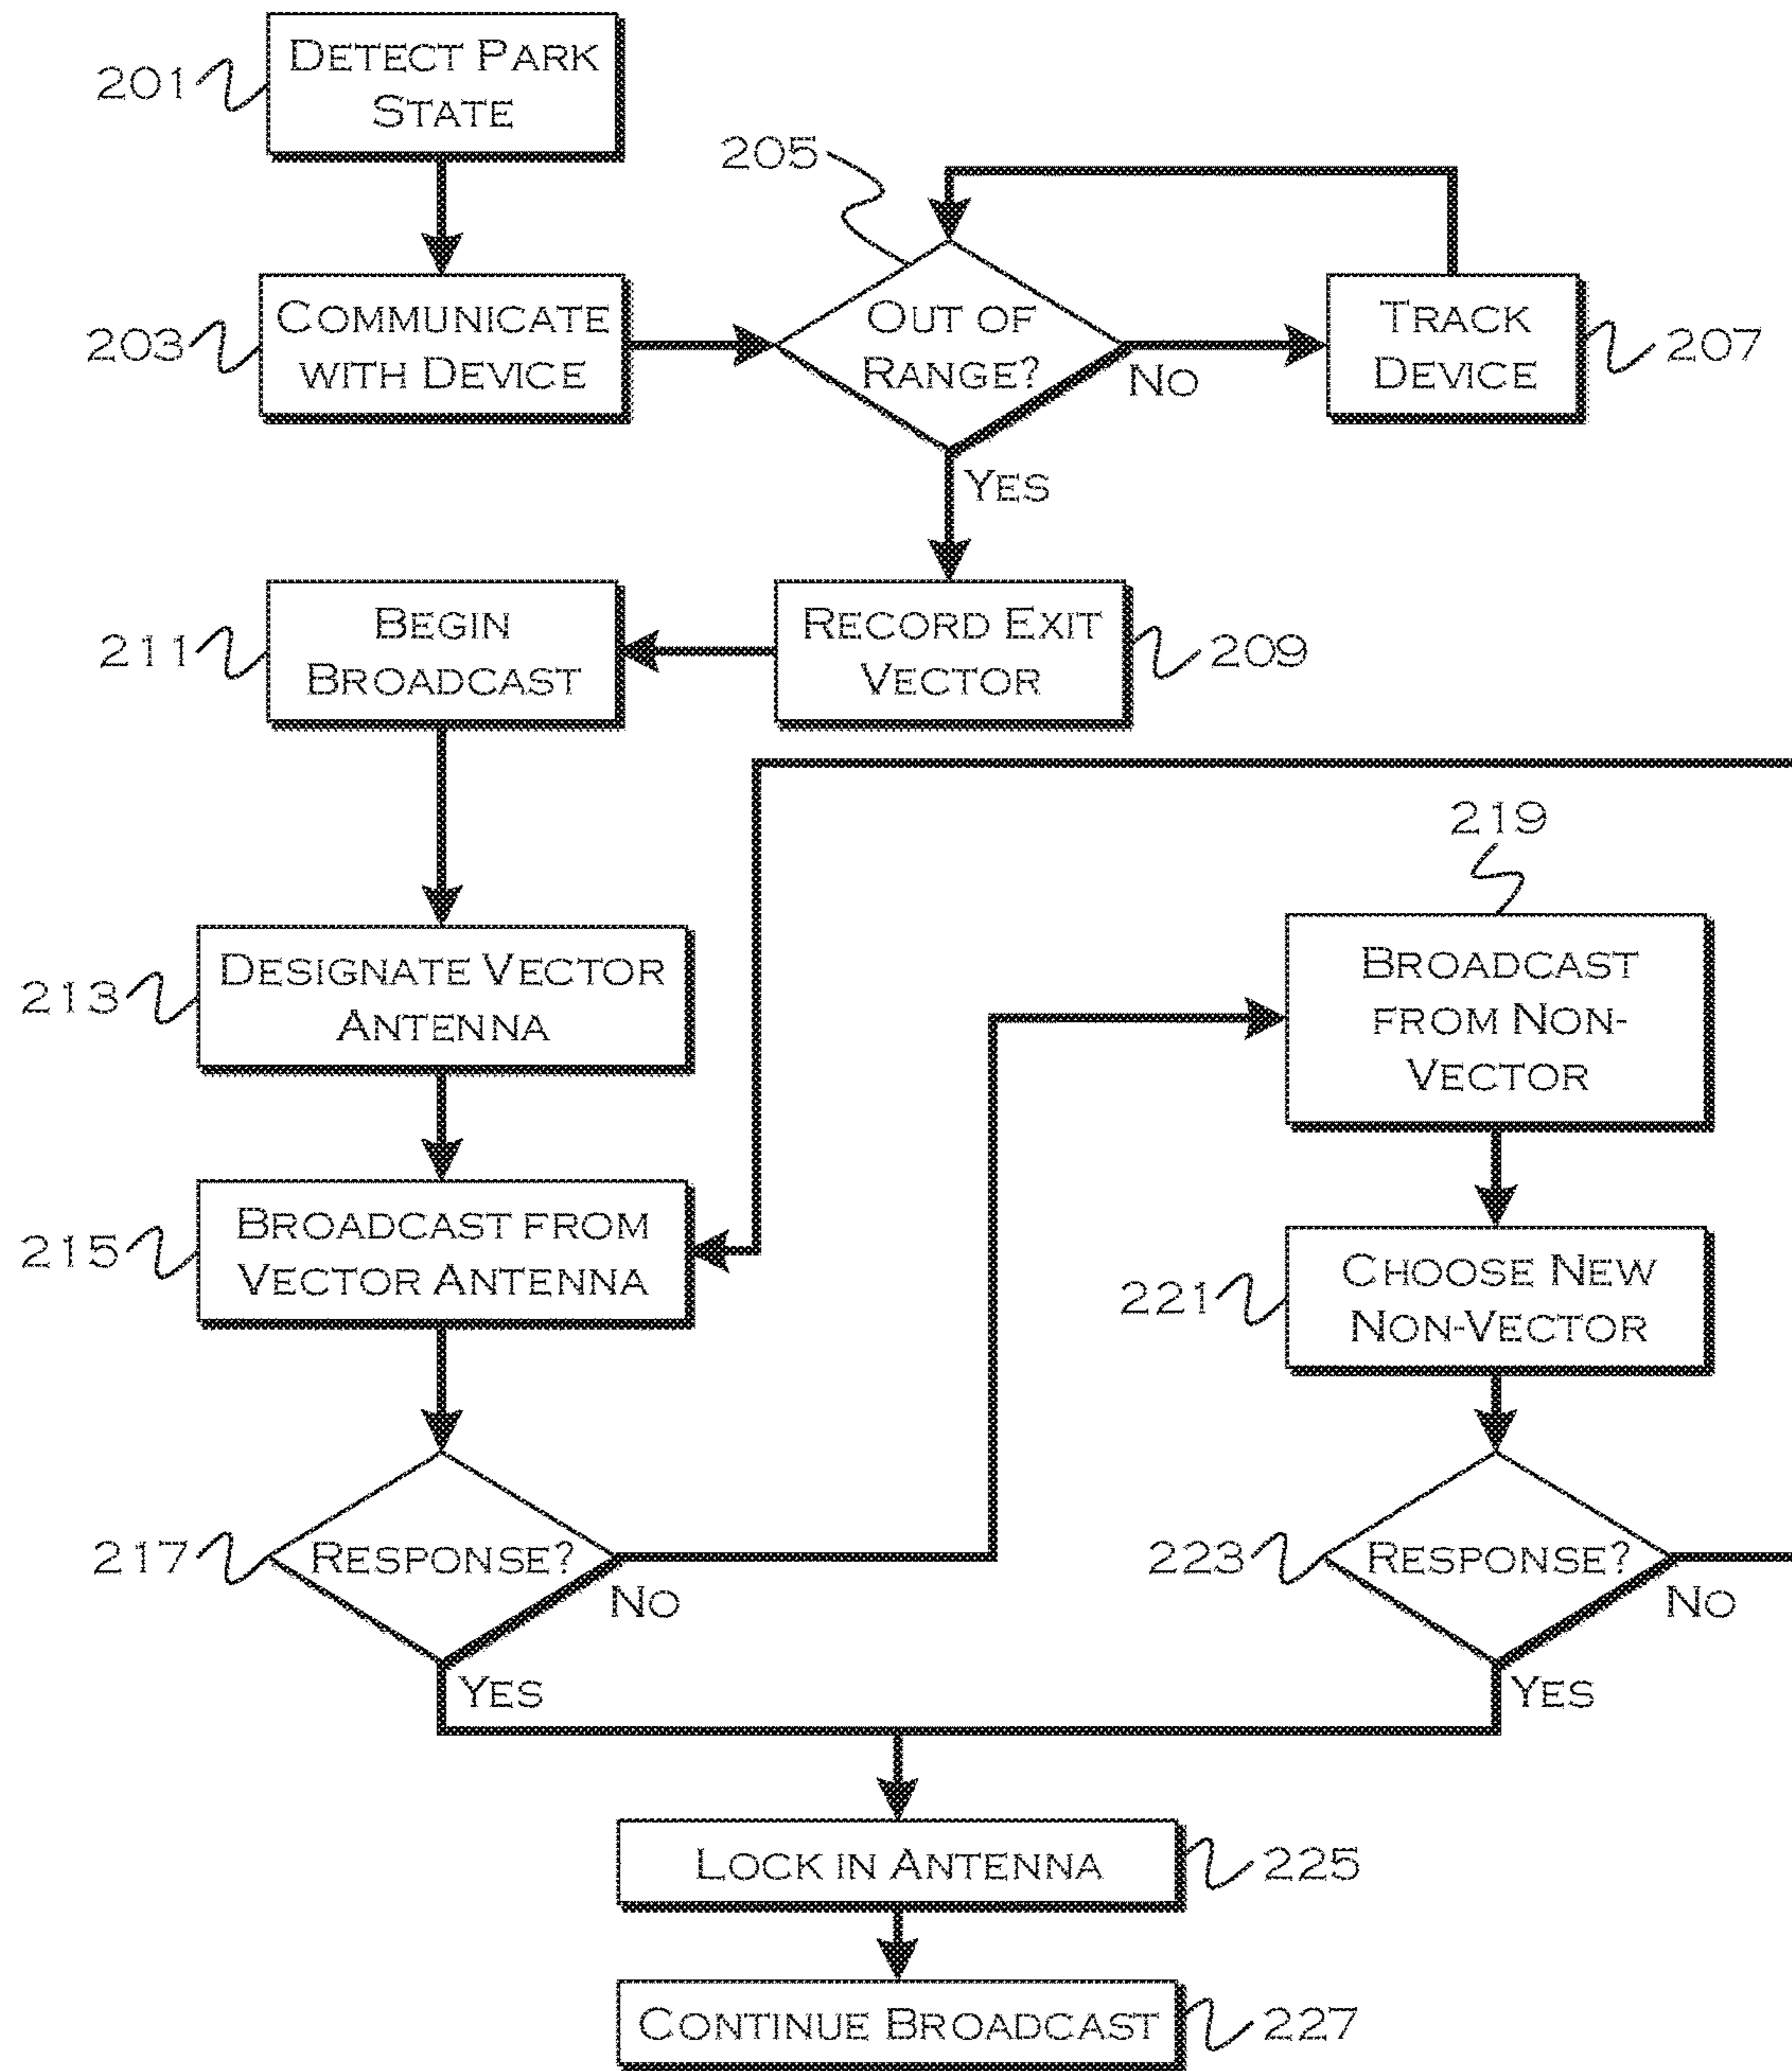 201
DETECT PARK
STATE
205
203
COMMUNICATE
WITH DEVICE
OUT OF
RANGE?
NO
TRACK
DEVICE
207
YES
211
BEGIN
BROADCAST
RECORD EXIT
VECTOR
209
219
213
DESIGNATE VECTOR
ANTENNA
BROADCAST
FROM NON-
VECTOR
215
BROADCAST FROM
VECTOR ANTENNA
221
CHOOSE NEW
NON-VECTOR
217
RESPONSE?
NO
YES
223
RESPONSE?
NO
YES
LOCK IN ANTENNA
225
CONTINUE BROADCAST
227